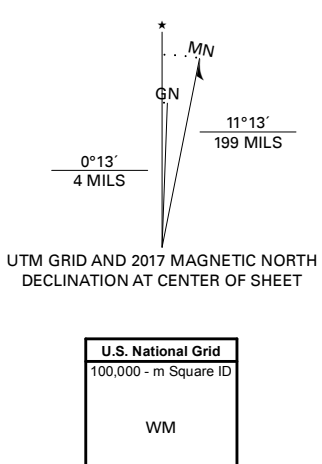 ★
MN
GN
11°13´
199 MILS
0°13´
4 MILS
UTM GRID AND 2017 MAGNETIC NORTH
DECLINATION AT CENTER OF SHEET
U.S. National Grid
100,000 - m Square ID
WM